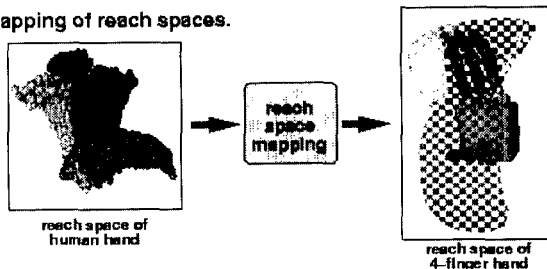 apping of reach spaces.
reach
space
mapping
reach space of
human hand
reach space of
4-finger hand